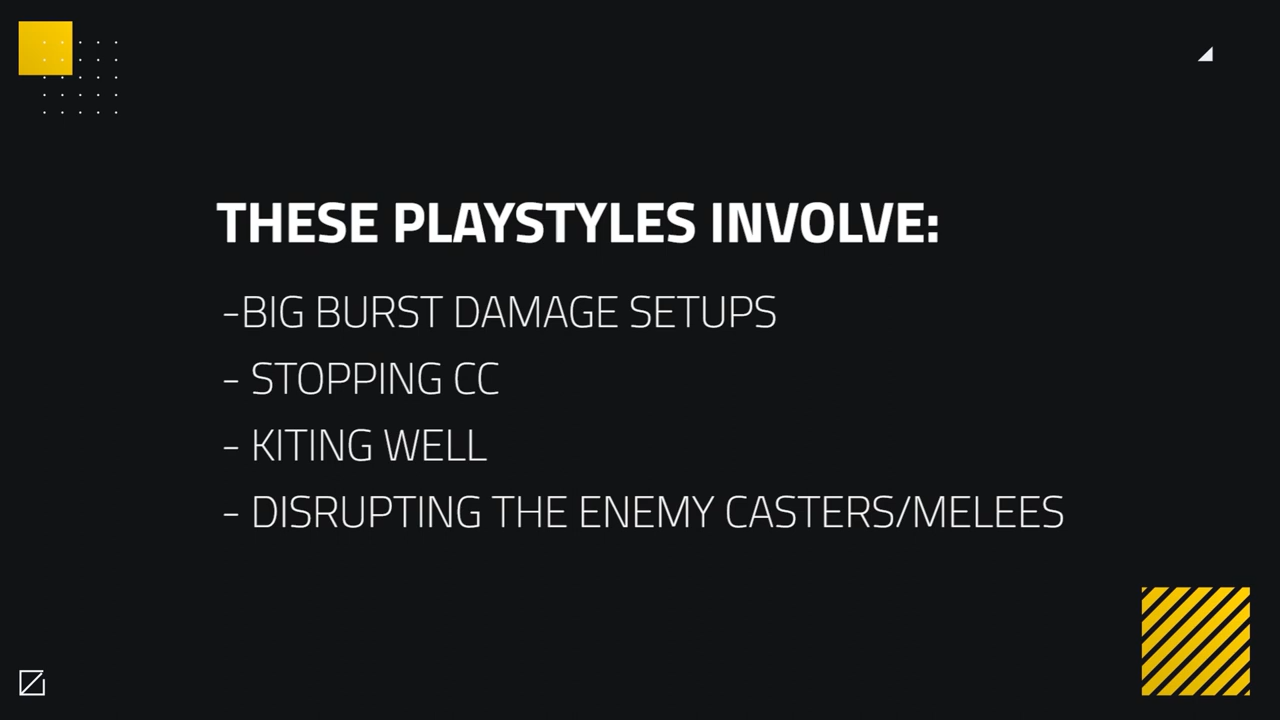 THESE PLAYSTYLES INVOLVE:
-BIG BURST DAMAGE SETUPS
- STOPPING CC
- KITING WELL
- DISRUPTING THE ENEMY CASTERS/MELEES